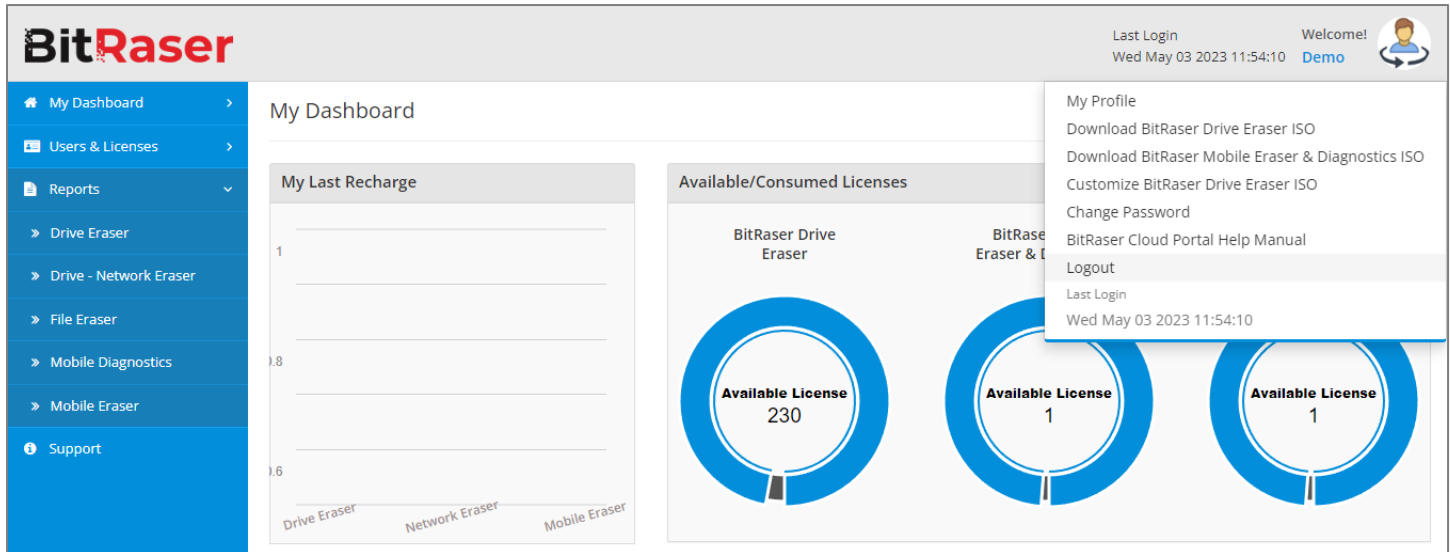 BitRaser
Last Login
Wed May 03 2023 11:54:10
Welcome!
Demo
My Dashboard
Users & Licenses
Reports
Drive Eraser
Drive - Network Eraser
File Eraser
Mobile Diagnostics
Mobile Eraser
Support
My Dashboard
My Last Recharge
1
0.8
0.6
Drive Eraser
Network Eraser
Mobile Eraser
Available/Consumed Licenses
BitRaser Drive
Eraser
Available License
230
BitRase
Eraser &
Available License
1
Available License
1
My Profile
Download BitRaser Drive Eraser ISO
Download BitRaser Mobile Eraser & Diagnostics ISO
Customize BitRaser Drive Eraser ISO
Change Password
BitRaser Cloud Portal Help Manual
Logout
Last Login
Wed May 03 2023 11:54:10